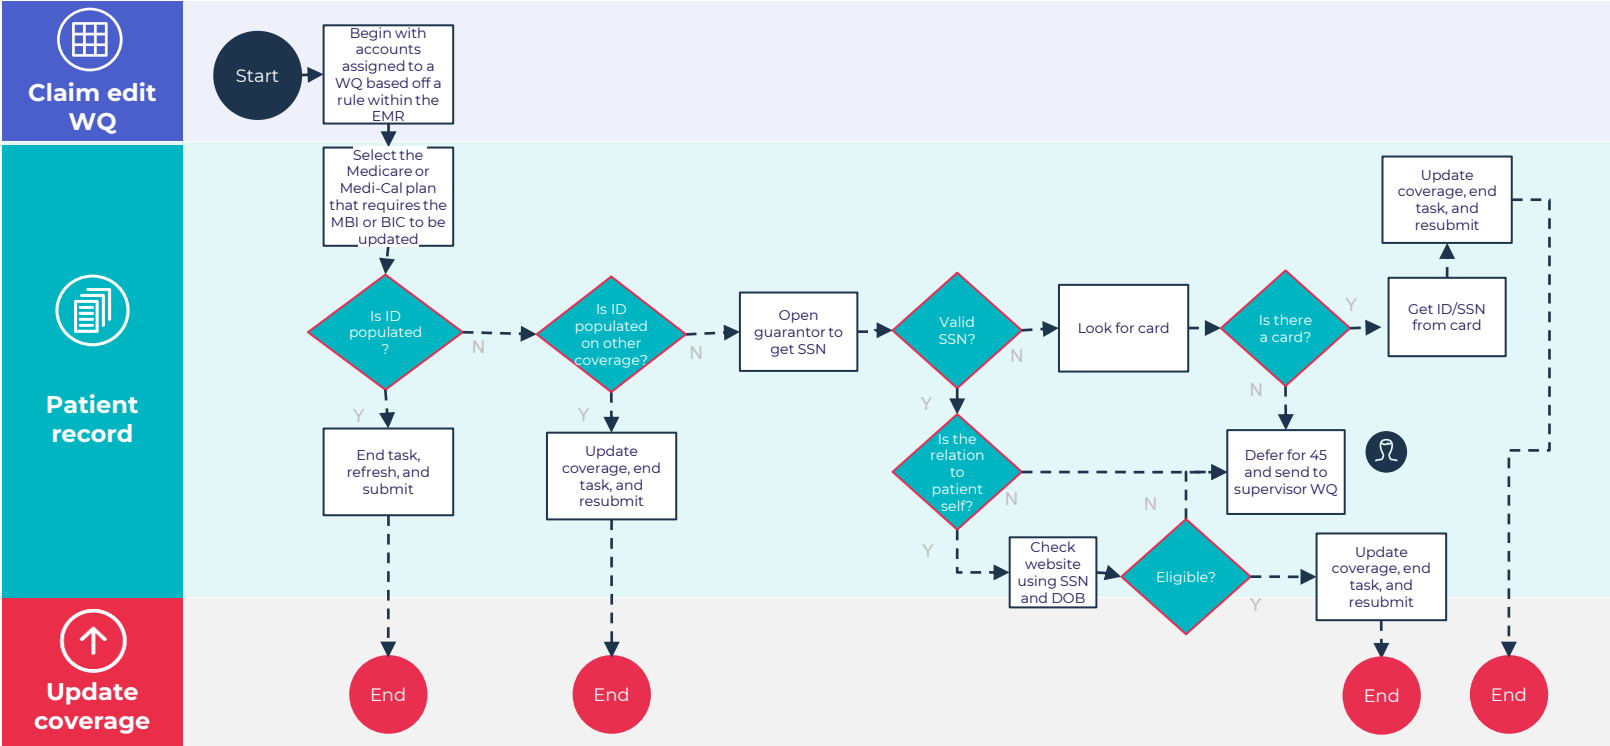 Claim edit
WQ
Start
Begin with
accounts
assigned to a
WQ based off a
rule within the
EMR
Patient
record
Select the
Medicare or
Medi-Cal plan
that requires the
MBI or BIC to be
updated
Is ID
populated
?
N
Y
End task,
refresh, and
submit
Is ID
populated
on other
coverage?
N
Y
Update
coverage, end
task, and
resubmit
Open
guarantor to
get SSN
Valid
SSN?
N
Y
Look for card
Is there
a card?
Y
N
Get ID/SSN
from card
Update
coverage, end
task, and
resubmit
Is the
relation
to
patient
self?
N
Y
Defer for 45
and send to
supervisor WQ
Check
website
using SSN
and DOB
Eligible?
N
Y
Update
coverage, end
task, and
resubmit
Update
coverage
End
End
End
End